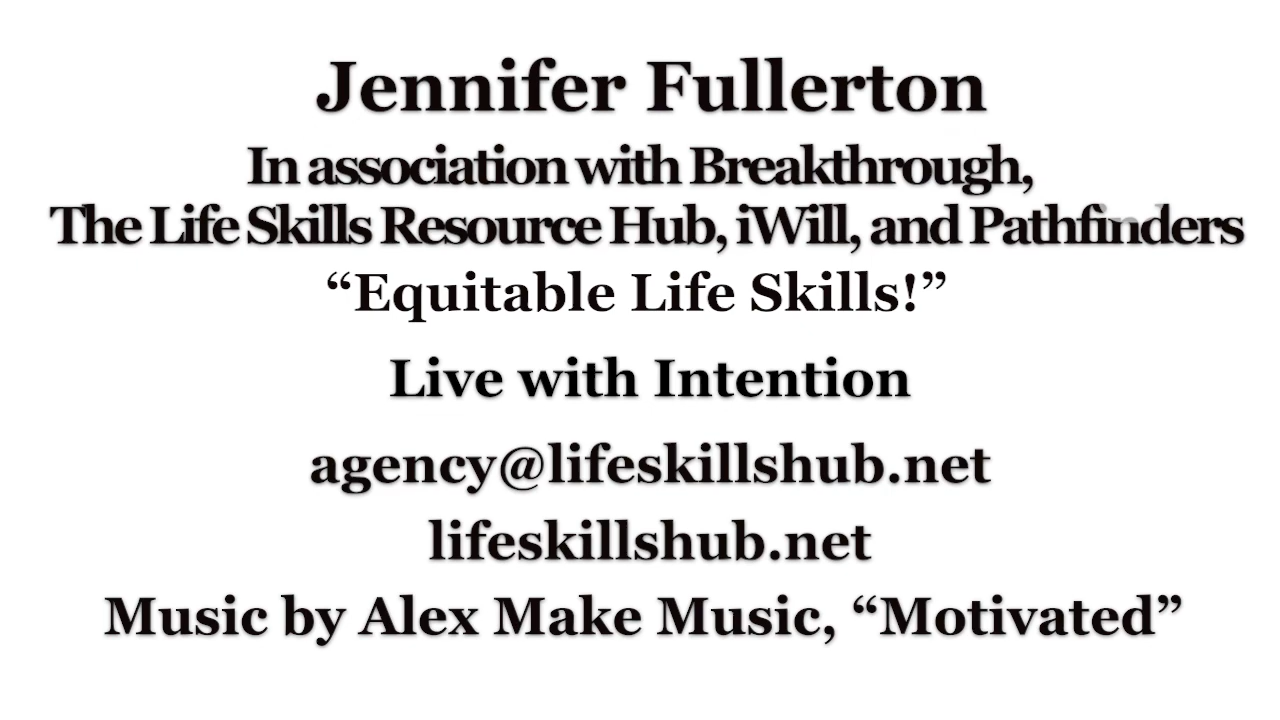 Jennifer Fullerton
In association with Breakthrough,
The Life Skills Resource Hub, iWill, and Pathfinders
“Equitable Life Skills!”
Live with Intention
agency@lifeskillshub.net
lifeskillshub.net
Music by Alex Make Music, “Motivated”